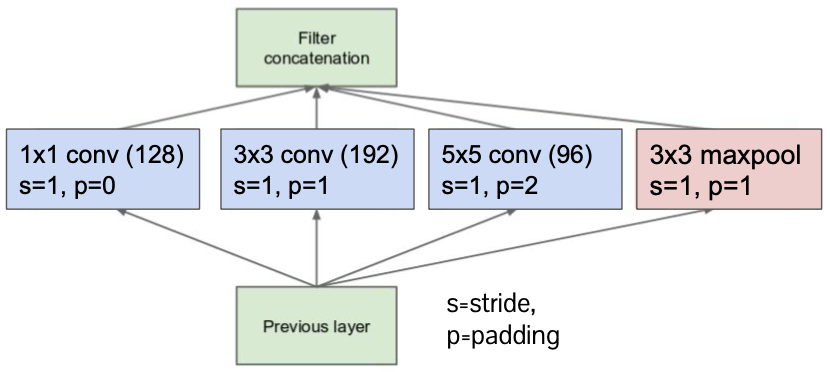 Filter
concatenation
1x1 conv (128)
s=1, p=0
3x3 conv (192)
s=1, p=1
5x5 conv (96)
s=1, p=2
3x3 maxpool
s=1, p=1
Previous layer
s=stride,
p=padding